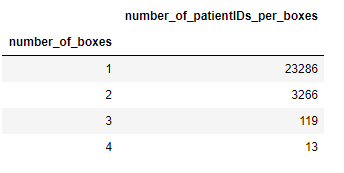 number_of_patientIDs_per_boxes
number_of_boxes
1 23286
2 3266
3 119
4 13